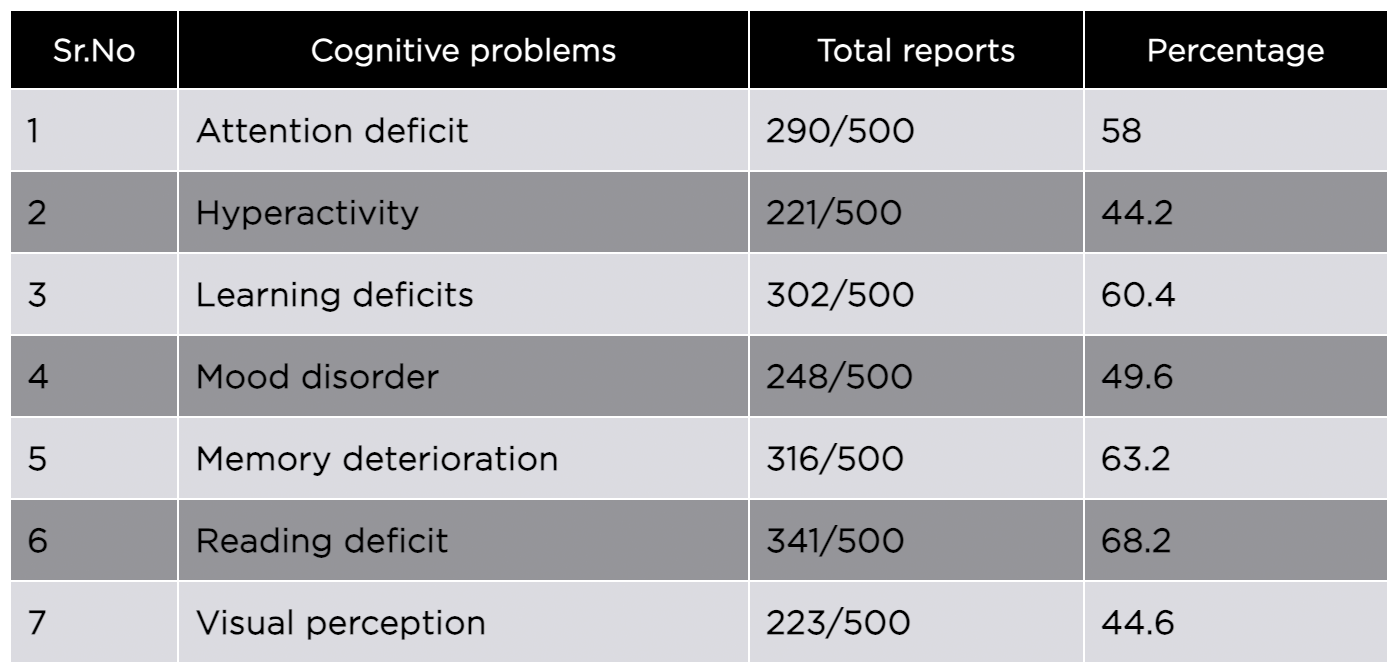 Sr.No Cognitive problems Total reports Percentage
1 Attention deficit 290/500 58
2 Hyperactivity 221/500 44.2
3 Learning deficits 302/500 60.4
4 Mood disorder 248/500 49.6
5 Memory deterioration 316/500 63.2
6 Reading deficit 341/500 68.2
7 Visual perception 223/500 44.6